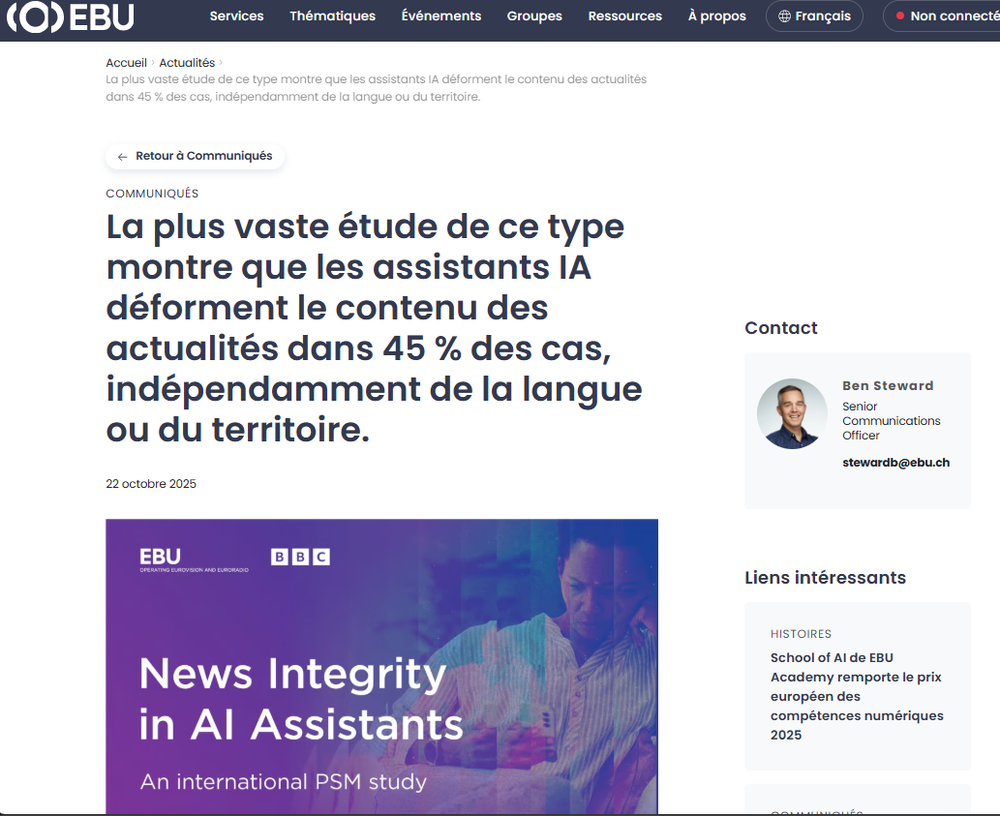 EBU
Services Thématiques Événements Groupes Ressources À propos Français Non connecté
Accueil › Actualités ›
La plus vaste étude de ce type montre que les assistants IA déforment le contenu des actualités
dans 45 % des cas, indépendamment de la langue ou du territoire.
← Retour à Communiqués
COMMUNIQUÉS
La plus vaste étude de ce type
montre que les assistants IA
déforment le contenu des
actualités dans 45 % des cas,
indépendamment de la langue
ou du territoire.
22 octobre 2025
EBU
OPERATING EUROVISION AND EURORADIO
BBC
News Integrity
in AI Assistants
An international PSM study
Contact
Ben Steward
Senior
Communications
Officer
stewardb@ebu.ch
Liens intéressants
HISTOIRES
School of AI de EBU
Academy remporte le prix
européen des
compétences numériques
2025
COMMUNIQUÉS